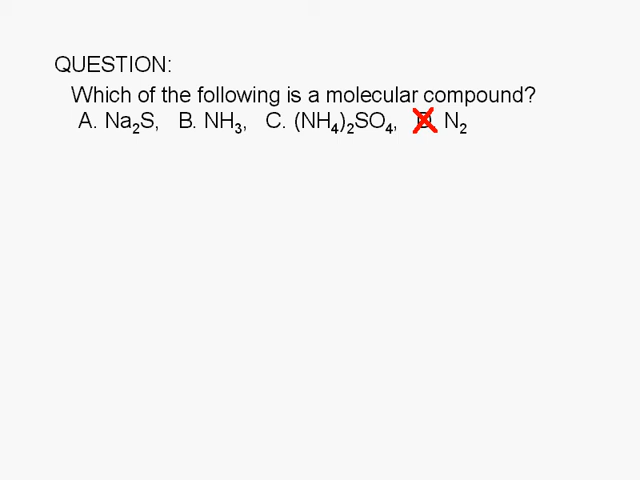 QUESTION:
Which of the following is a molecular compound?
A. Na₂S, B. NH₃, C. (NH₄)₂SO₄, D. N₂